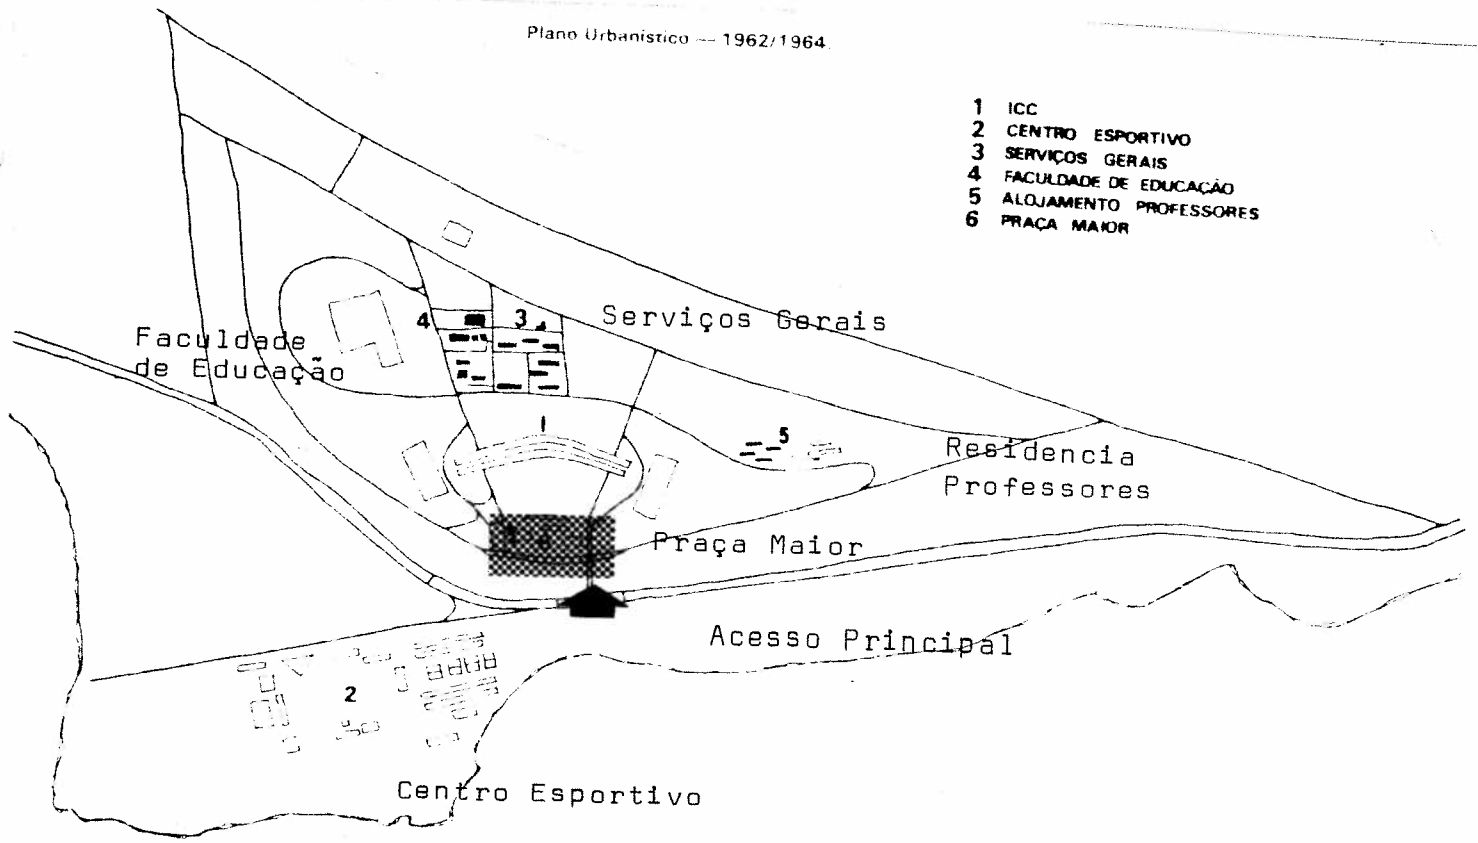 Plano Urbanístico — 1962/1964.
1 ICC
2 CENTRO ESPORTIVO
3 SERVIÇOS GERAIS
4 FACULDADE DE EDUCAÇÃO
5 ALOJAMENTO PROFESSORES
6 PRAÇA MAIOR
Serviços Gerais
4
3
Faculdade
de Educação
1
5
Residencia
Professores
Praça Maior
Acesso Principal
2
Centro Esportivo